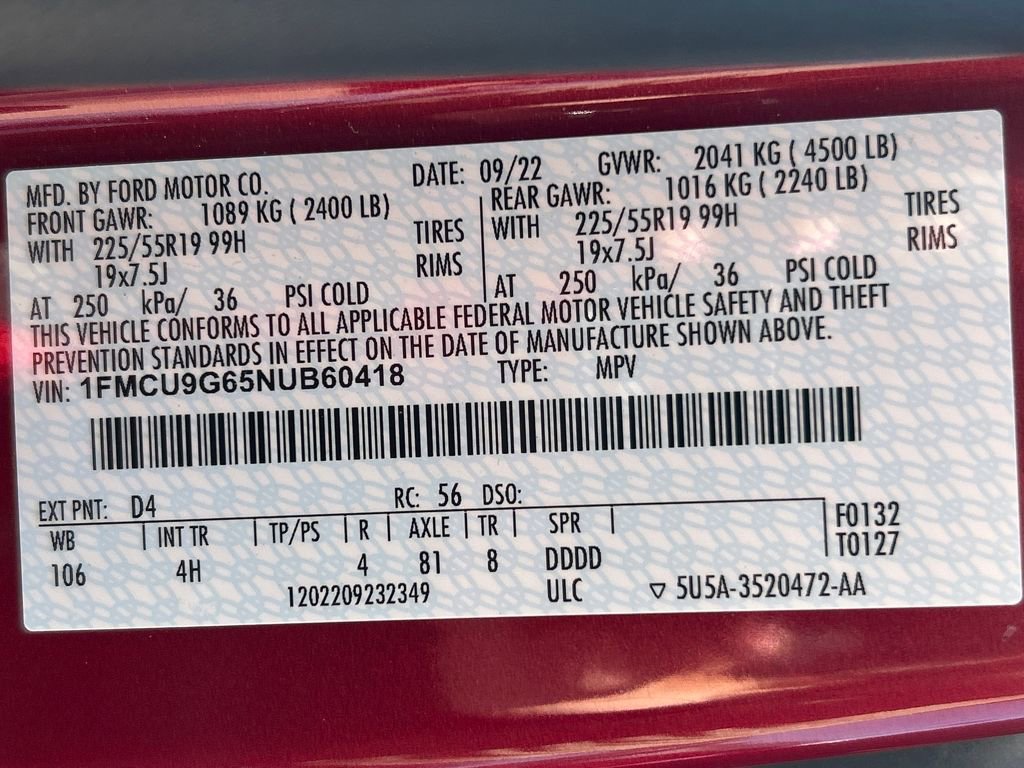 MFD. BY FORD MOTOR CO. DATE: 09/22 GVWR: 2041 KG ( 4500 LB)
FRONT GAWR: 1089 KG ( 2400 LB) REAR GAWR: 1016 KG ( 2240 LB)
WITH 225/55R19 99H TIRES WITH 225/55R19 99H TIRES
19x7.5J RIMS 19x7.5J RIMS
AT 250 kPa/ 36 PSI COLD AT 250 kPa/ 36 PSI COLD
THIS VEHICLE CONFORMS TO ALL APPLICABLE FEDERAL MOTOR VEHICLE SAFETY AND THEFT
PREVENTION STANDARDS IN EFFECT ON THE DATE OF MANUFACTURE SHOWN ABOVE.
VIN: 1FMCU9G65NUB60418 TYPE: MPV
EXT PNT: D4 RC: 56 DSO:
WB INT TR TP/PS R AXLE TR SPR F0132
106 4H 4 81 8 DDDD T0127
1202209232349 ULC ▽ 5U5A-3520472-AA